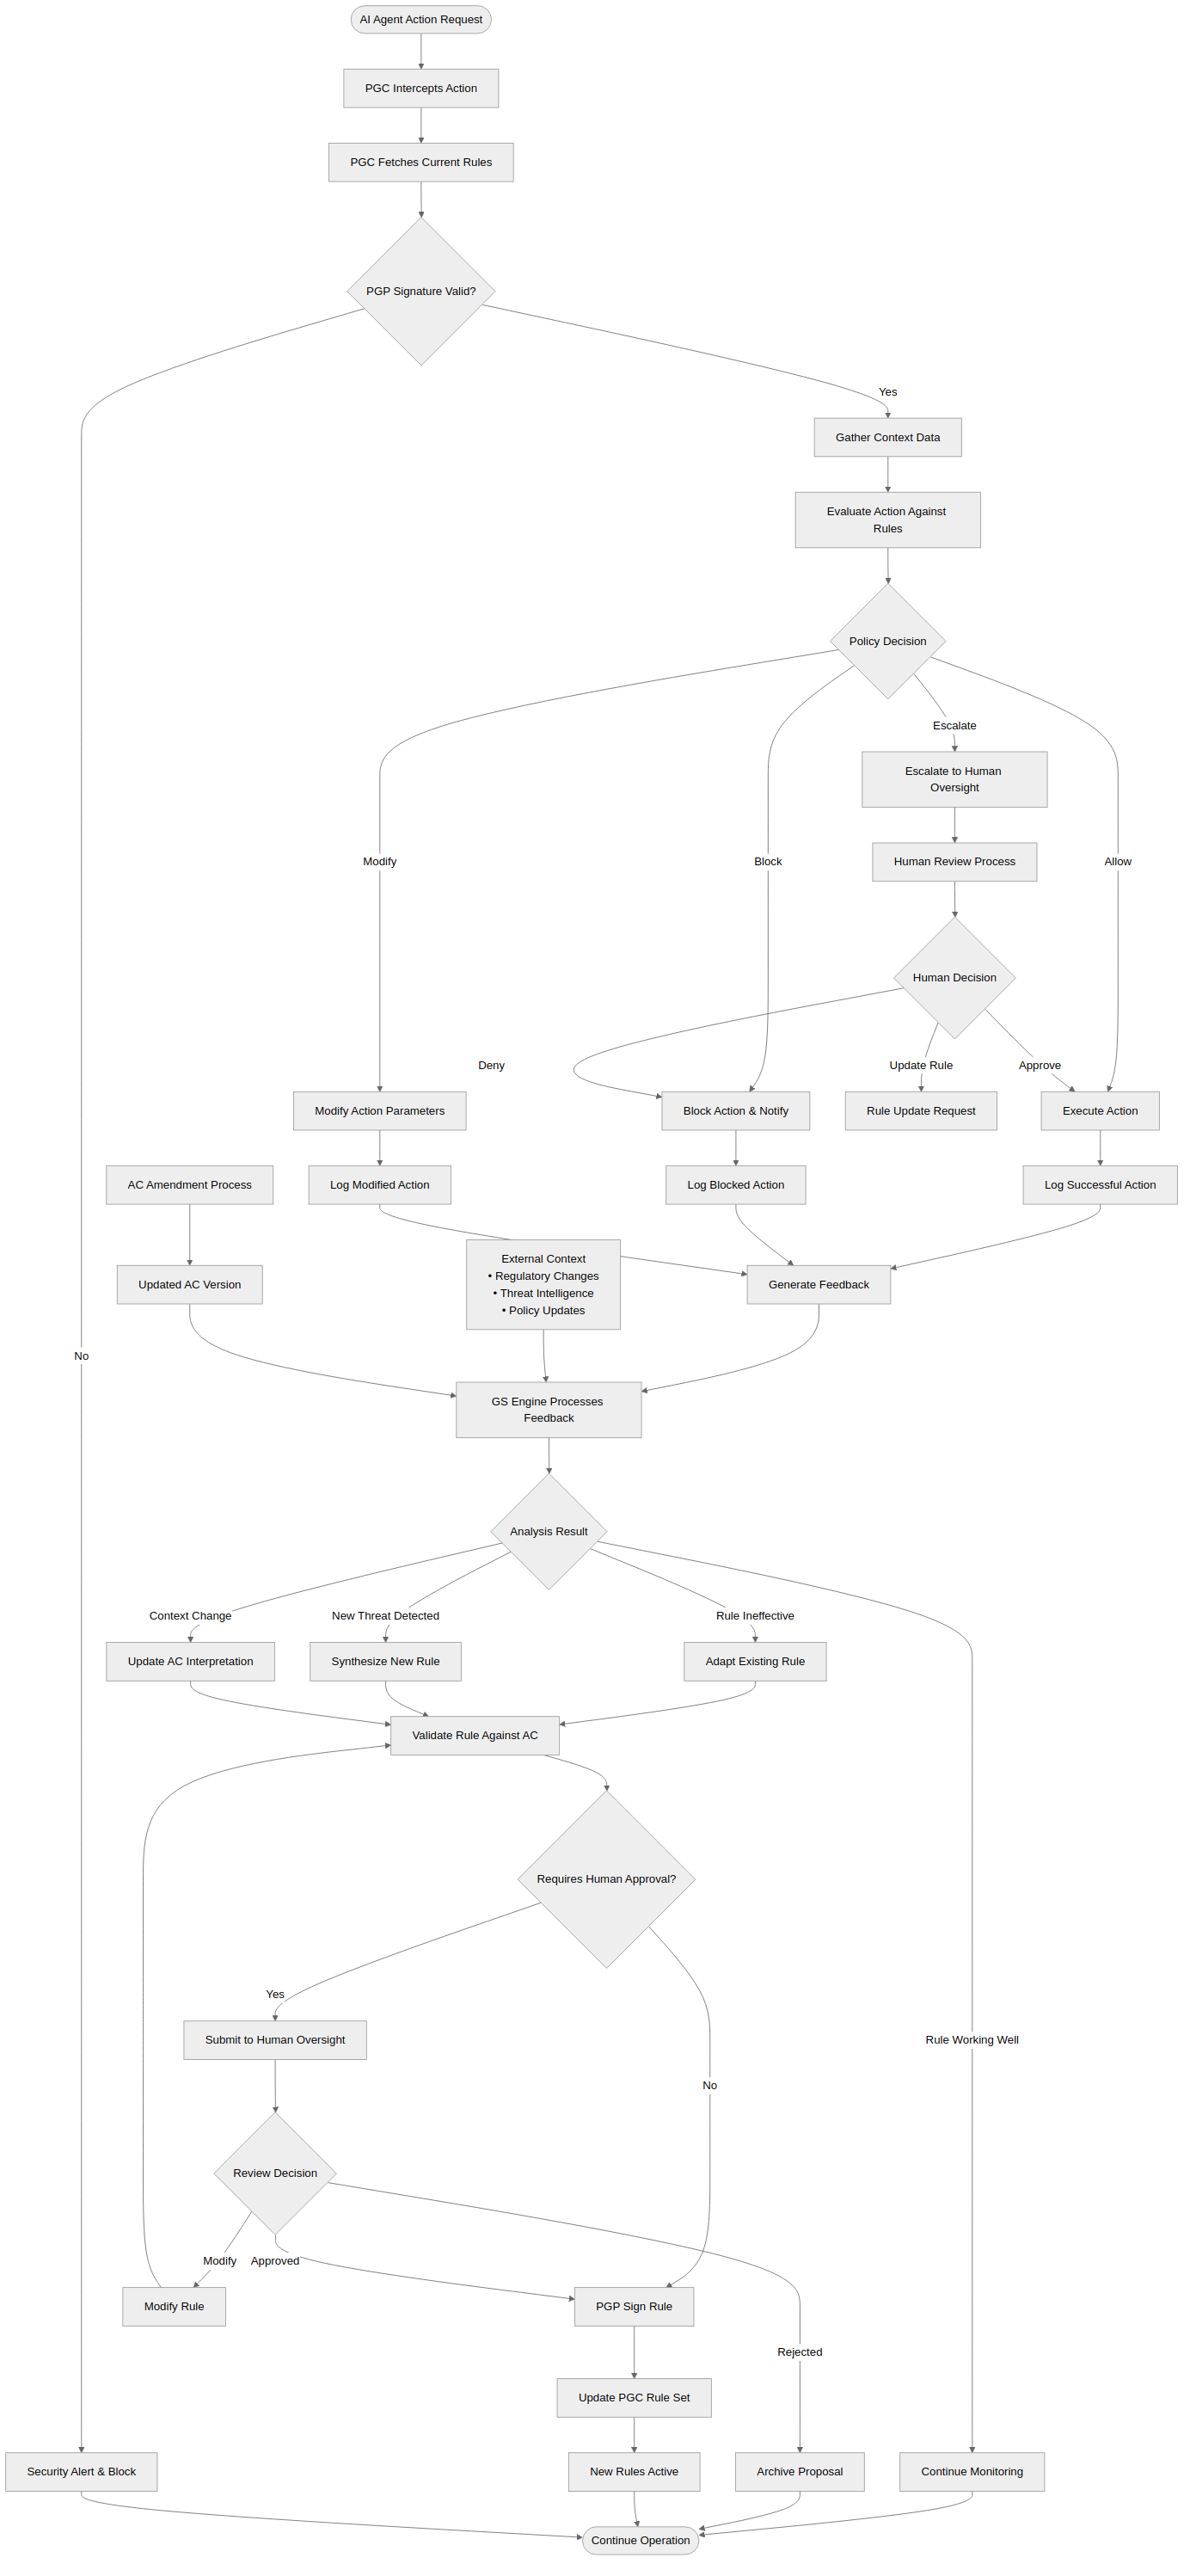 AI Agent Action Request
PGC Intercepts Action
PGC Fetches Current Rules
PGP Signature Valid?
Yes
Gather Context Data
Evaluate Action Against
Rules
Policy Decision
Escalate
Escalate to Human
Oversight
Modify
Block
Human Review Process
Allow
Human Decision
Deny
Update Rule
Approve
Modify Action Parameters
Block Action & Notify
Rule Update Request
Execute Action
AC Amendment Process
Log Modified Action
Log Blocked Action
Log Successful Action
External Context
• Regulatory Changes
• Threat Intelligence
• Policy Updates
Updated AC Version
Generate Feedback
No
GS Engine Processes
Feedback
Analysis Result
Context Change
New Threat Detected
Rule Ineffective
Update AC Interpretation
Synthesize New Rule
Adapt Existing Rule
Validate Rule Against AC
Requires Human Approval?
Yes
Submit to Human Oversight
Rule Working Well
No
Review Decision
Modify
Approved
Modify Rule
PGP Sign Rule
Rejected
Update PGC Rule Set
Security Alert & Block
New Rules Active
Archive Proposal
Continue Monitoring
Continue Operation